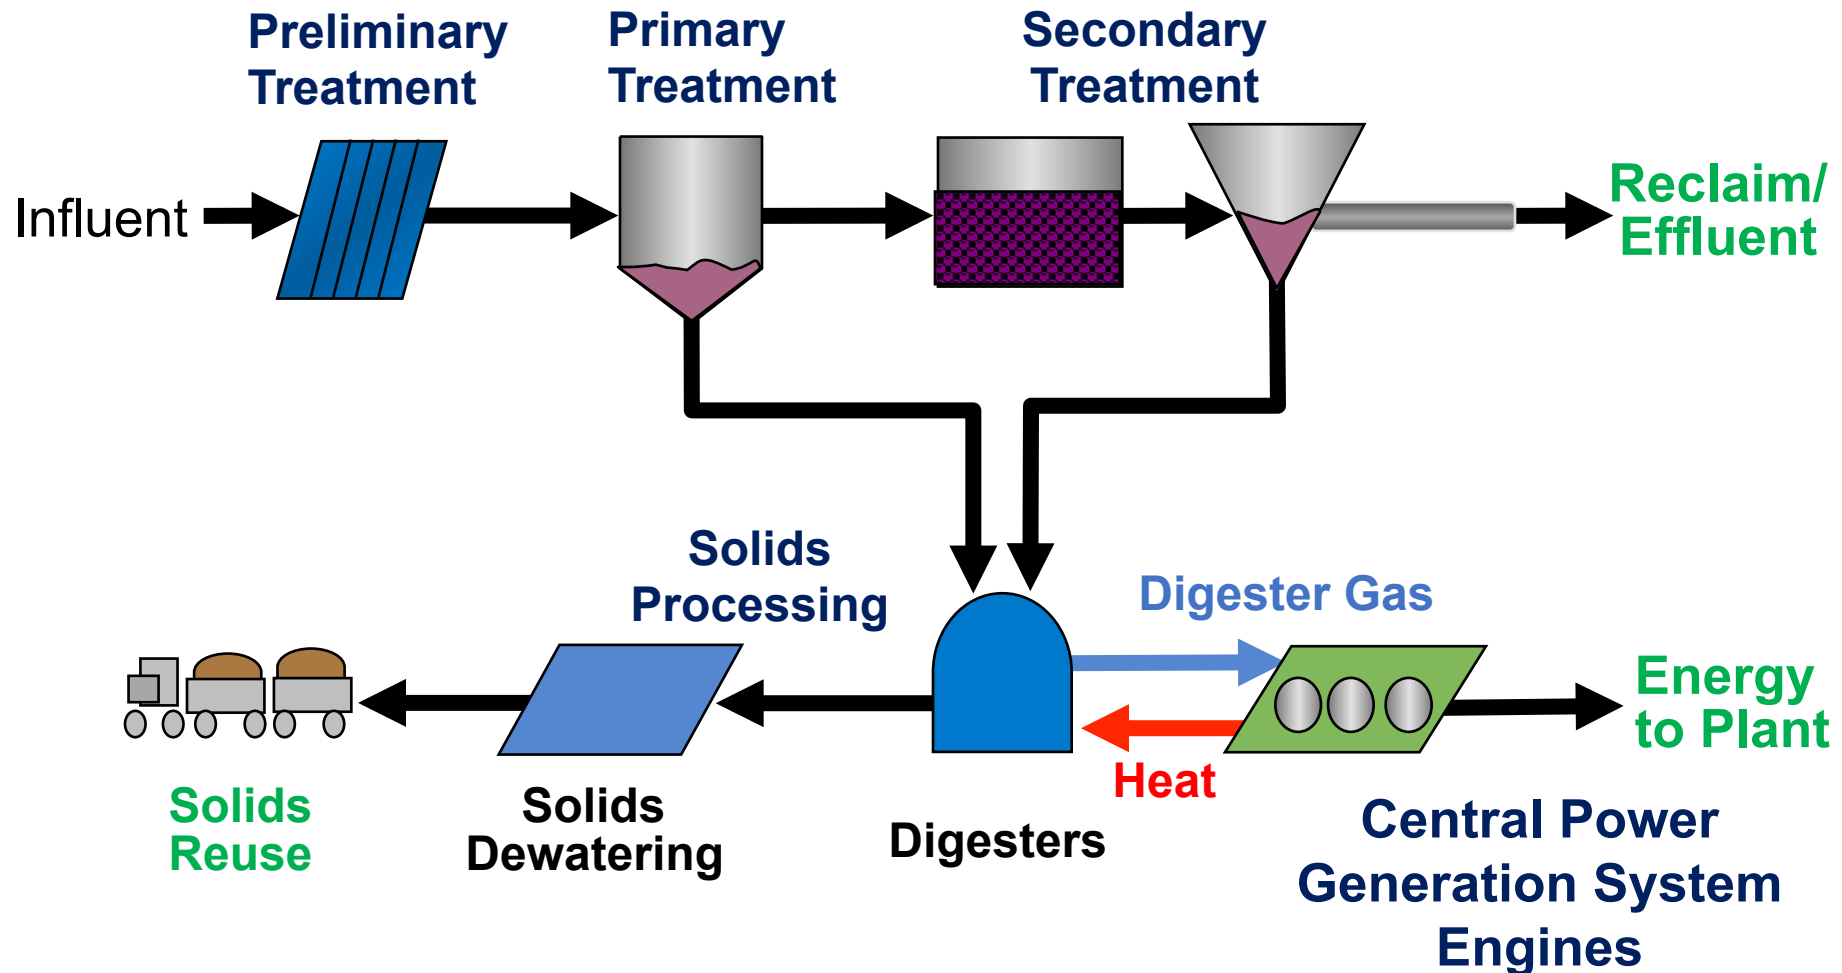 Preliminary
Treatment
Primary
Treatment
Secondary
Treatment
Influent
Reclaim/
Effluent
Solids
Processing
Digester Gas
Energy
to Plant
Heat
Solids
Reuse
Solids
Dewatering
Digesters
Central Power
Generation System
Engines